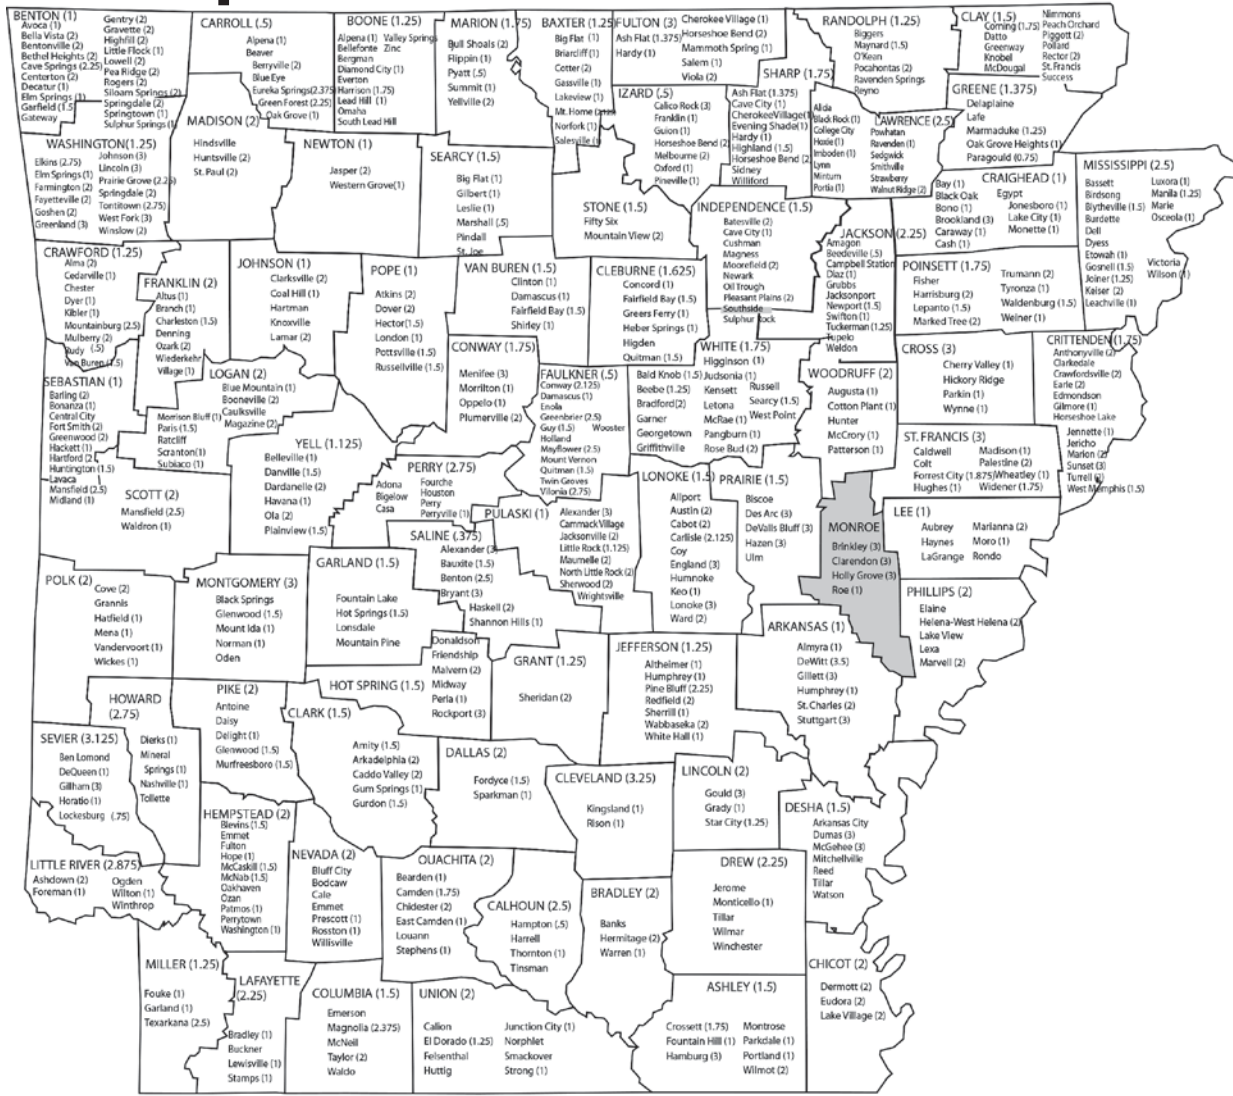 BENTON (1)
Avoca (1)
Bella Vista (2)
Bentonville (2)
Bethel Heights (2)
Cave Springs (2.25)
Centerton (2)
Decatur (1)
Elm Springs (1)
Garfield (1.5)
Gateway
Gentry (2)
Gravette (2)
Highfill (2)
Little Flock (1)
Lowell (2)
Pea Ridge (2)
Rogers (2)
Siloam Springs (2)
Springdale (2)
Springtown (1)
Sulphur Springs (1)
CARROLL (.5)
Alpena (1)
Beaver
Berryville (2)
Blue Eye
Eureka Springs(2.375)
Green Forest (2.25)
Oak Grove (1)
BOONE (1.25)
Alpena (1) Valley Springs
Bellefonte Zinc
Bergman
Diamond City (1)
Everton
Harrison (1.75)
Lead Hill (1)
Omaha
South Lead Hill
MARION (1.75)
Bull Shoals (2)
Flippin (1)
Pyatt (.5)
Summit (1)
Yellville (2)
BAXTER (1.25)
Big Flat (1)
Briarcliff (1)
Cotter (2)
Gassville (1)
Lakeview (1)
Mt. Home
Norfork (1)
Salesville
FULTON (3)
Ash Flat (1.375)
Hardy (1)
Cherokee Village (1)
Horseshoe Bend (2)
Mammoth Spring (1)
Salem (1)
Viola (2)
RANDOLPH (1.25)
Biggers
Maynard (1.5)
O'Kean
Pocahontas (2)
Ravenden Springs
Reyno
CLAY (1.5)
Corning (1.75)
Datto
Greenway
Knobel
McDougal
Nimmons
Peach Orchard
Piggott (2)
Pollard
Rector (2)
St. Francis
Success
SHARP (1.75)
Ash Flat (1.375)
Cave City (1)
CherokeeVillage(1)
Evening Shade(1)
Hardy (1)
Highland (1.5)
Horseshoe Bend (2)
Sidney
Williford
IZARD (.5)
Calico Rock (3)
Franklin (1)
Guion (1)
Horseshoe Bend (2)
Melbourne (2)
Oxford (1)
Pineville (1)
LAWRENCE (2.5)
Alida
Black Rock (1)
College City
Hoxie (1)
Imboden (1)
Lynn
Minturn
Portia (1)
Powhatan
Ravenden (1)
Sedgwick
Smithville
Strawberry
Walnut Ridge (2)
GREENE (1.375)
Delaplaine
Lafe
Marmaduke (1.25)
Oak Grove Heights (1)
Paragould (0.75)
WASHINGTON(1.25)
Elkins (2.75)
Elm Springs (1)
Farmington (2)
Fayetteville (2)
Goshen (2)
Greenland (3)
Johnson (3)
Lincoln (3)
Prairie Grove (2.25)
Springdale (2)
Tontitown (2.75)
West Fork (3)
Winslow (2)
MADISON (2)
Hindsville
Huntsville (2)
St. Paul (2)
NEWTON (1)
Jasper (2)
Western Grove(1)
SEARCY (1.5)
Big Flat (1)
Gilbert (1)
Leslie (1)
Marshall (.5)
Pindall
St. Joe
STONE (1.5)
Fifty Six
Mountain View (2)
INDEPENDENCE (1.5)
Batesville (2)
Cave City (1)
Cushman
Magness
Moorefield (2)
Newark
Oil Trough
Pleasant Plains (2)
Southside
Sulphur Rock
JACKSON (2.25)
Amagon
Beedeville (.5)
Campbell Station
Diaz (1)
Grubbs
Jacksonport
Newport (1.5)
Swifton (1)
Tuckerman (1.25)
Tupelo
Weldon
CRAIGHEAD (1)
Bay (1)
Black Oak
Bono (1)
Brookland (3)
Caraway (1)
Cash (1)
Egypt
Jonesboro (1)
Lake City (1)
Monette (1)
MISSISSIPPI (2.5)
Bassett
Birdsong
Blytheville (1.5)
Burdette
Dell
Dyess
Etowah (1)
Gosnell (1.5)
Joiner (1.25)
Keiser (2)
Leachville (1)
Luxora (1)
Manila (1.25)
Marie
Osceola (1)
Victoria
Wilson (1)
CRAWFORD (1.25)
Alma (2)
Cedarville (1)
Chester
Dyer (1)
Kibler (1)
Mountainburg (2.5)
Mulberry (2)
Rudy (.5)
Van Buren (1.5)
FRANKLIN (2)
Altus (1)
Branch (1)
Charleston (1.5)
Denning
Ozark (2)
Wiederkehr
Village (1)
JOHNSON (1)
Clarksville (2)
Coal Hill (1)
Hartman
Knoxville
Lamar (2)
POPE (1)
Atkins (2)
Dover (2)
Hector(1.5)
London (1)
Pottsville (1.5)
Russellville (1.5)
VAN BUREN (1.5)
Clinton (1)
Damascus (1)
Fairfield Bay (1.5)
Shirley (1)
CLEBURNE (1.625)
Concord (1)
Fairfield Bay (1.5)
Greers Ferry (1)
Heber Springs (1)
Higden
Quitman (1.5)
POINSETT (1.75)
Fisher
Harrisburg (2)
Lepanto (1.5)
Marked Tree (2)
Trumann (2)
Tyronza (1)
Waldenburg (1.5)
Weiner (1)
SEBASTIAN (1)
Barling (2)
Bonanza (1)
Central City
Fort Smith (2)
Greenwood (2)
Hackett (1)
Hartford (2)
Huntington (1.5)
Lavaca
Mansfield (2.5)
Midland (1)
LOGAN (2)
Blue Mountain (1)
Booneville (2)
Caulksville
Magazine (2)
Morrison Bluff (1)
Paris (1.5)
Ratcliff
Scranton(1)
Subiaco (1)
CONWAY (1.75)
Menifee (3)
Morrilton (1)
Oppelo (1)
Plumerville (2)
FAULKNER (.5)
Conway (2.125)
Damascus (1)
Enola
Greenbrier (2.5)
Guy (1.5) Wooster
Holland
Mayflower (2.5)
Mount Vernon
Quitman (1.5)
Twin Groves
Vilonia (2.75)
WHITE (1.75)
Bald Knob (1.5)
Beebe (1.25)
Bradford(2)
Garner
Georgetown
Griffithville
Higginson (1)
Judsonia (1)
Kensett
Letona
McRae (1)
Pangburn (1)
Rose Bud (2)
Russell
Searcy (1.5)
West Point
WOODRUFF (2)
Augusta (1)
Cotton Plant (1)
Hunter
McCrory (1)
Patterson (1)
CROSS (3)
Cherry Valley (1)
Hickory Ridge
Parkin (1)
Wynne (1)
CRITTENDEN (1.75)
Anthonyville (2)
Clarkedale
Crawfordsville (2)
Earle (2)
Edmondson
Gilmore (1)
Horseshoe Lake
Jennette (1)
Jericho
Marion (2)
Sunset (3)
Turrell
West Memphis (1.5)
ST. FRANCIS (3)
Caldwell
Colt
Forrest City (1.875)
Hughes (1)
Madison (1)
Palestine (2)
Wheatley (1)
Widener (1.75)
SCOTT (2)
Mansfield (2.5)
Waldron (1)
YELL (1.125)
Belleville (1)
Danville (1.5)
Dardanelle (2)
Havana (1)
Ola (2)
Plainview (1.5)
PERRY (2.75)
Adona
Bigelow
Casa
Fourche
Houston
Perry
Perryville (1)
PULASKI (1)
Alexander (3)
Cammack Village
Jacksonville (2)
Little Rock (1.125)
Maumelle (2)
North Little Rock (2)
Sherwood (2)
Wrightsville
LONOKE (1.5)
Allport
Austin (2)
Cabot (2)
Carlisle (2.125)
Coy
England (3)
Humnoke
Keo (1)
Lonoke (3)
Ward (2)
PRAIRIE (1.5)
Biscoe
Des Arc (3)
DeValls Bluff (3)
Hazen (3)
Ulm
MONROE
Brinkley (3)
Clarendon (3)
Holly Grove (3)
Roe (1)
LEE (1)
Aubrey
Haynes
LaGrange
Marianna (2)
Moro (1)
Rondo
PHILLIPS (2)
Elaine
Helena-West Helena (2)
Lake View
Lexa
Marvell (2)
SALINE (.375)
Alexander (3)
Bauxite (1.5)
Benton (2.5)
Bryant (3)
Haskell (2)
Shannon Hills (1)
GARLAND (1.5)
Fountain Lake
Hot Springs (1.5)
Lonsdale
Mountain Pine
POLK (2)
Cove (2)
Grannis
Hatfield (1)
Mena (1)
Vandervoort (1)
Wickes (1)
MONTGOMERY (3)
Black Springs
Glenwood (1.5)
Mount Ida (1)
Norman (1)
Oden
HOT SPRING (1.5)
Donaldson
Friendship
Malvern (2)
Midway
Perla (1)
Rockport (3)
GRANT (1.25)
Sheridan (2)
JEFFERSON (1.25)
Altheimer (1)
Humphrey (1)
Pine Bluff (2.25)
Redfield (2)
Sherrill (1)
Wabbaseka (2)
White Hall (1)
ARKANSAS (1)
Almyra (1)
DeWitt (3.5)
Gillett (3)
Humphrey (1)
St. Charles (2)
Stuttgart (3)
HOWARD
(2.75)
Dierks (1)
Mineral
Springs (1)
Nashville (1)
Tollette
PIKE (2)
Antoine
Daisy
Delight (1)
Glenwood (1.5)
Murfreesboro (1.5)
CLARK (1.5)
Amity (1.5)
Arkadelphia (2)
Caddo Valley (2)
Gum Springs (1)
Gurdon (1.5)
SEVIER (3.125)
Ben Lomond
DeQueen (1)
Gillham (3)
Horatio (1)
Lockesburg (.75)
DALLAS (2)
Fordyce (1.5)
Sparkman (1)
CLEVELAND (3.25)
Kingsland (1)
Rison (1)
LINCOLN (2)
Gould (3)
Grady (1)
Star City (1.25)
DESHA (1.5)
Arkansas City
Dumas (3)
McGehee (3)
Mitchellville
Reed
Tillar
Watson
HEMPSTEAD (2)
Blevins (1.5)
Emmet
Fulton
Hope (1)
McCaskill (1.5)
McNab (1.5)
Oakhaven
Ozan
Patmos (1)
Perrytown
Washington (1)
LITTLE RIVER (2.875)
Ashdown (2)
Foreman (1)
Ogden
Wilton (1)
Winthrop
NEVADA (2)
Bluff City
Bodcaw
Cale
Emmet
Prescott (1)
Rosston (1)
Willisville
OUACHITA (2)
Bearden (1)
Camden (1.75)
Chidester (2)
East Camden (1)
Louann
Stephens (1)
CALHOUN (2.5)
Hampton (.5)
Harrell
Thornton (1)
Tinsman
BRADLEY (2)
Banks
Hermitage (2)
Warren (1)
DREW (2.25)
Jerome
Monticello (1)
Tillar
Wilmar
Winchester
MILLER (1.25)
Fouke (1)
Garland (1)
Texarkana (2.5)
LAFAYETTE
(2.25)
Bradley (1)
Buckner
Lewisville (1)
Stamps (1)
COLUMBIA (1.5)
Emerson
Magnolia (2.375)
McNeil
Taylor (2)
Waldo
UNION (2)
Calion
El Dorado (1.25)
Felsenthal
Huttig
Junction City (1)
Norphlet
Smackover
Strong (1)
ASHLEY (1.5)
Crossett (1.75)
Fountain Hill (1)
Hamburg (3)
Montrose
Parkdale (1)
Portland (1)
Wilmot (2)
CHICOT (2)
Dermott (2)
Eudora (2)
Lake Village (2)